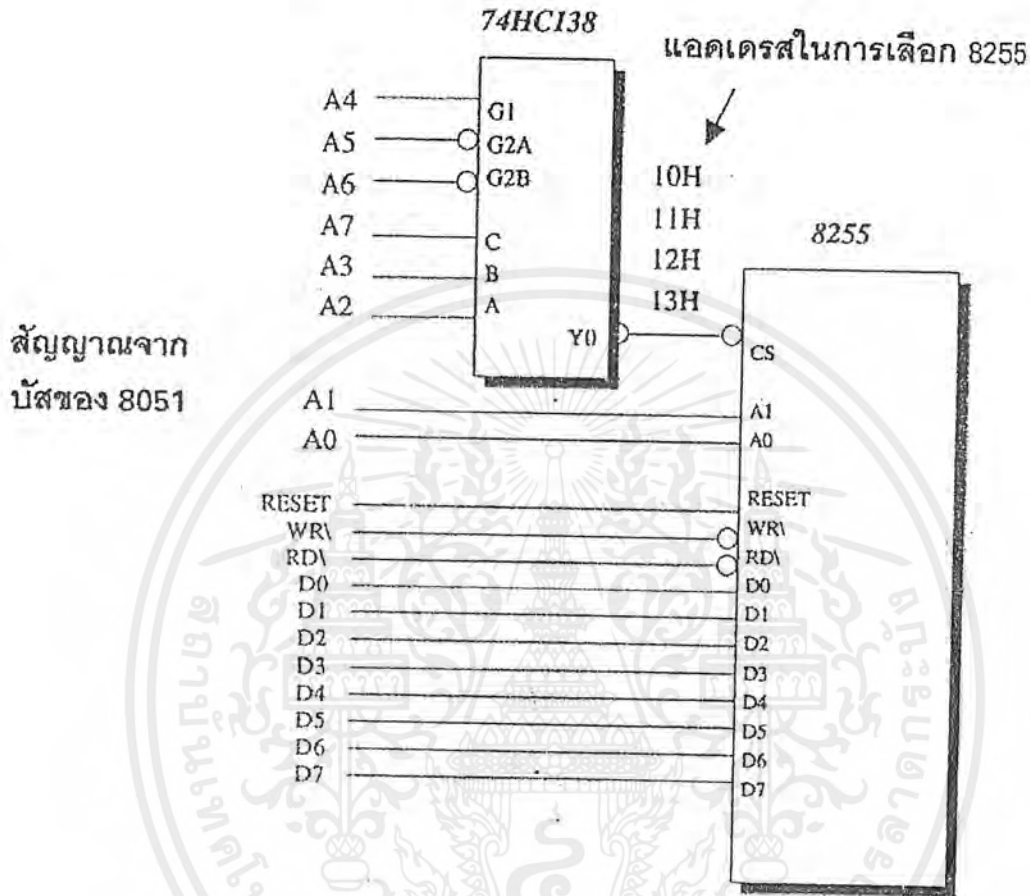 74HC138
แอดเดรสในการเลือก 8255
A4
G1
A5
G2A
A6
G2B
10H
A7
C
11H
8255
A3
B
12H
A2
A
13H
Y0
CS
สัญญาณจาก
บัสของ 8051
A1
A1
A0
A0
RESET
RESET
WR\
WR\
RD\
RD\
D0
D0
D1
D1
D2
D2
D3
D3
D4
D4
D5
D5
D6
D6
D7
D7